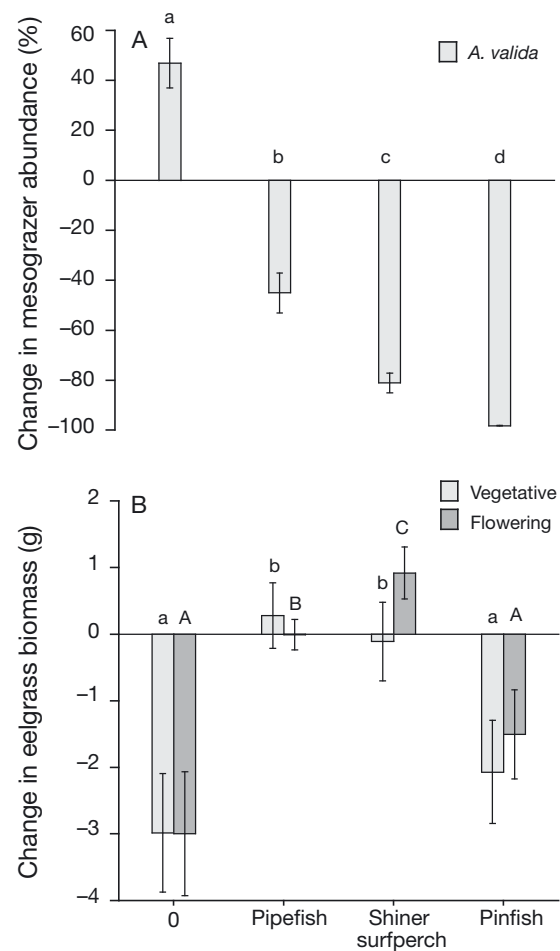 Change in mesograzer abundance (%)
A
A. valida
60
40
20
0
−20
−40
−60
−80
−100
a
b
c
d
Change in eelgrass biomass (g)
B
Vegetative
Flowering
2
1
0
−1
−2
−3
−4
a A
b B
b C
a A
0 Pipefish Shiner Pinfish
surfperch